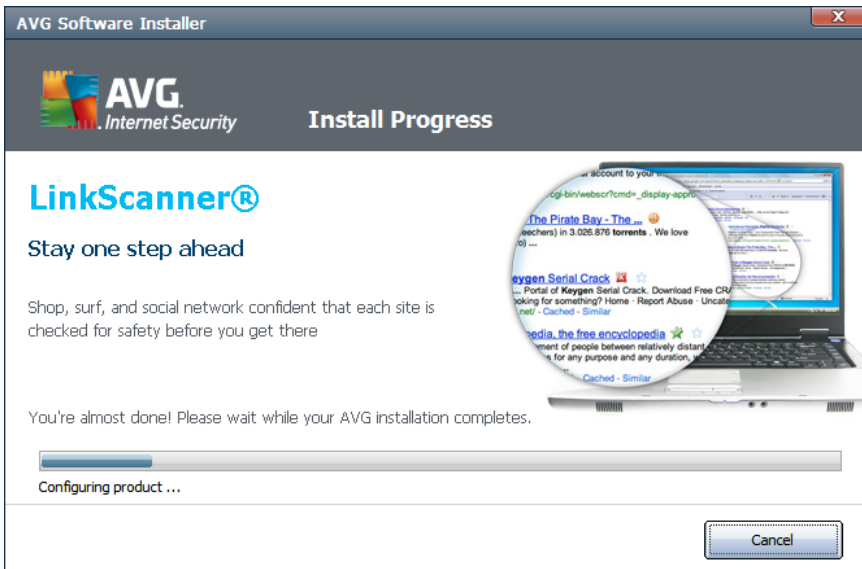 AVG Software Installer
X
AVG.
Internet Security
Install Progress
LinkScanner®
Stay one step ahead
Shop, surf, and social network confident that each site is
checked for safety before you get there
account to your
cgi-bin/webscr?cmd=_display-appro
The Pirate Bay - The ...
eechers) in 3.026.876 torrents . We love
o) ...
eygen Serial Crack
... Portal of Keygen Serial Crack. Download Free CRA
ooking for something? Home · Report Abuse · Uncate
.net/ - Cached - Similar
pedia, the free encyclopedia
ement of people between relatively distant
s for any purpose and any duration, w
Cached - Similar
You're almost done! Please wait while your AVG installation completes.
Configuring product ...
Cancel